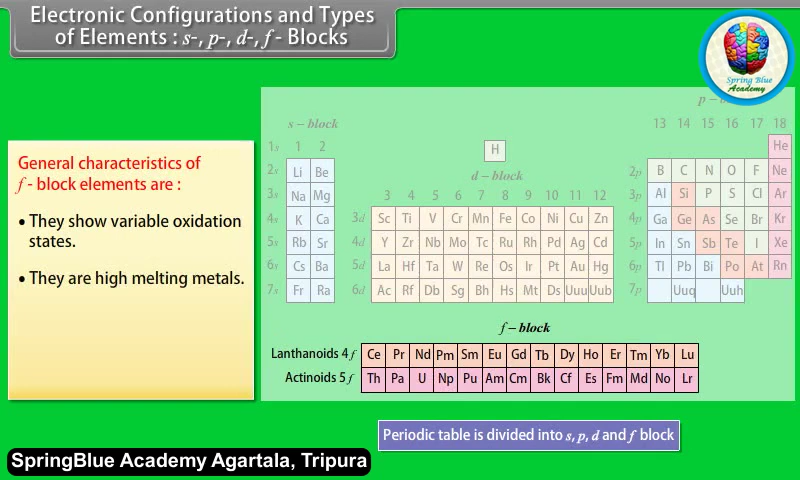 Electronic Configurations and Types
of Elements : s-, p-, d-, f - Blocks
Spring Blue
Academy
General characteristics of
f - block elements are :
• They show variable oxidation
states.
• They are high melting metals.
s – block
1 2
1s
2s Li Be
3s Na Mg
4s K Ca
5s Rb Sr
6s Cs Ba
7s Fr Ra
H
d – block
3 4 5 6 7 8 9 10 11 12
3d Sc Ti V Cr Mn Fe Co Ni Cu Zn
4d Y Zr Nb Mo Tc Ru Rh Pd Ag Cd
5d La Hf Ta W Re Os Ir Pt Au Hg
6d Ac Rf Db Sg Bh Hs Mt Ds Uuu Uub
13 14 15 16 17 18
He
2p B C N O F Ne
3p Al Si P S Cl Ar
4p Ga Ge As Se Br Kr
5p In Sn Sb Te I Xe
6p Tl Pb Bi Po At Rn
7p Uuq Uuh
f – block
Lanthanoids 4f Ce Pr Nd Pm Sm Eu Gd Tb Dy Ho Er Tm Yb Lu
Actinoids 5f Th Pa U Np Pu Am Cm Bk Cf Es Fm Md No Lr
Periodic table is divided into s, p, d and f block
SpringBlue Academy Agartala, Tripura